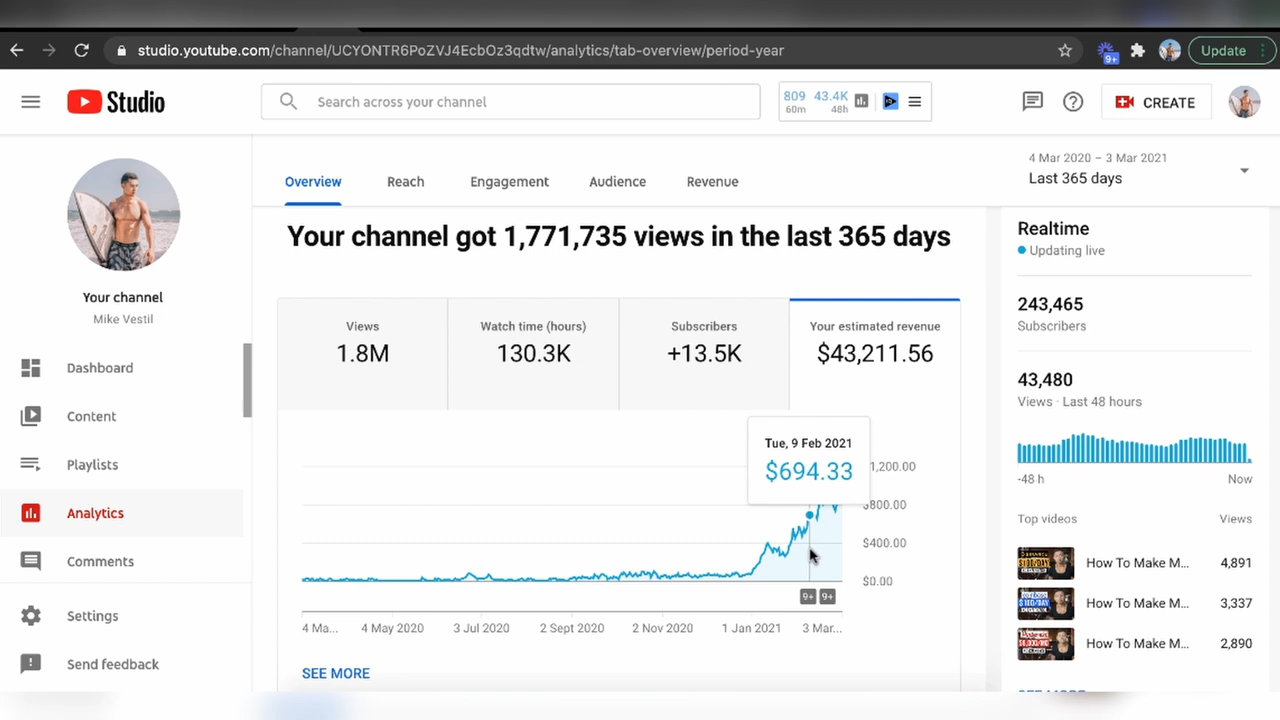 studio.youtube.com/channel/UCYONTR6PoZVJ4EcbOz3qdtw/analytics/tab-overview/period-year
9+
Update
Studio
Search across your channel
809 43.4K
60m 48h
CREATE
Your channel
Mike Vestil
Dashboard
Content
Playlists
Analytics
Comments
Settings
Send feedback
Overview Reach Engagement Audience Revenue
4 Mar 2020 – 3 Mar 2021
Last 365 days
Your channel got 1,771,735 views in the last 365 days
Views
1.8M
Watch time (hours)
130.3K
Subscribers
+13.5K
Your estimated revenue
$43,211.56
Tue, 9 Feb 2021
$694.33
1,200.00
$800.00
$400.00
$0.00
9+ 9+
4 Ma... 4 May 2020 3 Jul 2020 2 Sept 2020 2 Nov 2020 1 Jan 2021 3 Mar...
SEE MORE
Realtime
Updating live
243,465
Subscribers
43,480
Views · Last 48 hours
-48 h Now
Top videos Views
How To Make M... 4,891
How To Make M... 3,337
How To Make M... 2,890